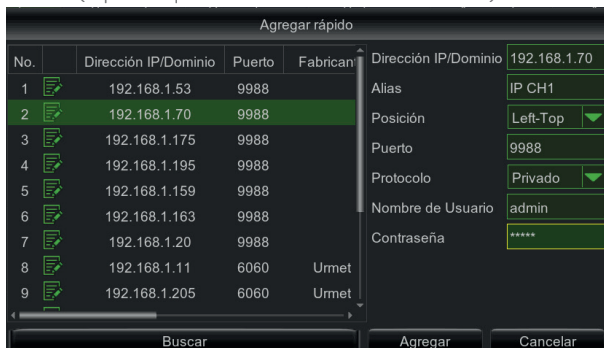 Agregar rápido
No. Dirección IP/Dominio Puerto Fabrican
1 192.168.1.53 9988
2 192.168.1.70 9988
3 192.168.1.175 9988
4 192.168.1.195 9988
5 192.168.1.159 9988
6 192.168.1.163 9988
7 192.168.1.20 9988
8 192.168.1.11 6060 Urmet
9 192.168.1.205 6060 Urmet
Buscar
Dirección IP/Dominio 192.168.1.70
Alias IP CH1
Posición Left-Top
Puerto 9988
Protocolo Privado
Nombre de Usuario admin
Contraseña *****
Agregar Cancelar